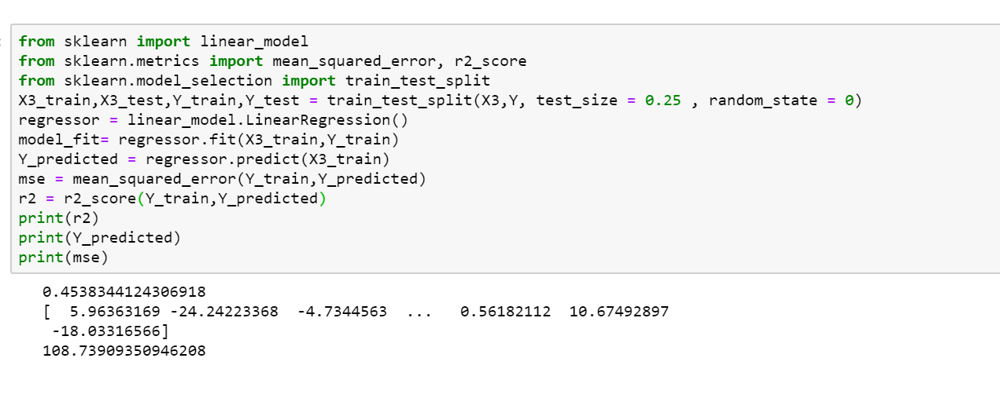 from sklearn import linear_model
from sklearn.metrics import mean_squared_error, r2_score
from sklearn.model_selection import train_test_split
X3_train,X3_test,Y_train,Y_test = train_test_split(X3,Y, test_size = 0.25 , random_state = 0)
regressor = linear_model.LinearRegression()
model_fit= regressor.fit(X3_train,Y_train)
Y_predicted = regressor.predict(X3_train)
mse = mean_squared_error(Y_train,Y_predicted)
r2 = r2_score(Y_train,Y_predicted)
print(r2)
print(Y_predicted)
print(mse)
0.4538344124306918
[  5.96363169 -24.24223368  -4.7344563  ...   0.56182112  10.67492897
 -18.03316566]
108.73909350946208